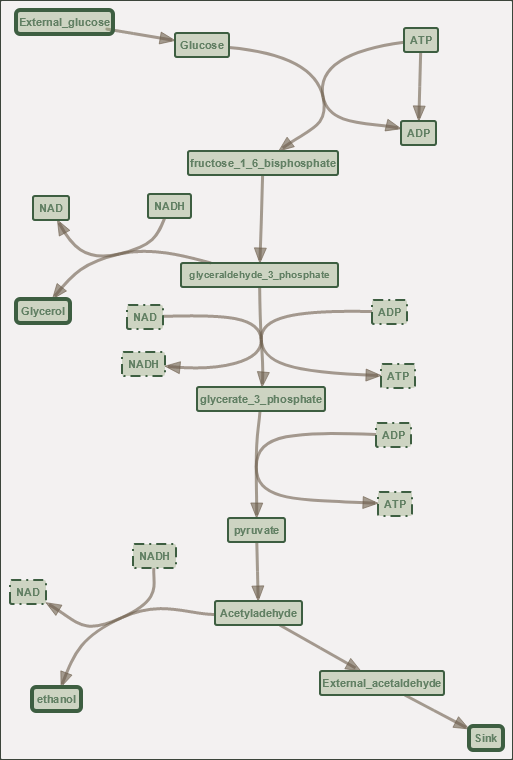 External_glucose
Glucose
ATP
ADP
fructose_1_6_bisphosphate
NAD
NADH
glyceraldehyde_3_phosphate
Glycerol
NAD
ADP
NADH
ATP
glycerate_3_phosphate
ADP
ATP
pyruvate
NADH
NAD
Acetyladehyde
External_acetaldehyde
ethanol
Sink